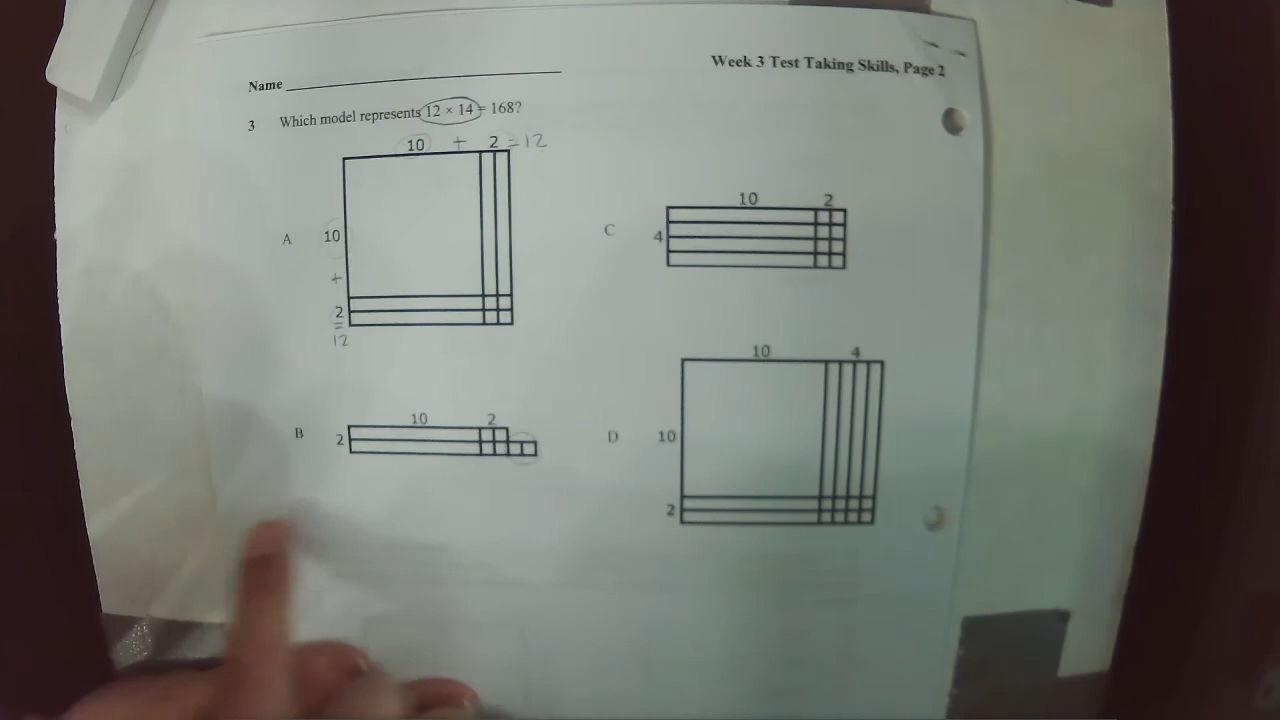 Week 3 Test Taking Skills, Page 2
Name
3 Which model represents 12 × 14 = 168?
10 + 2 = 12
A
10
+
2
=
12
10 2
C
4
10 2
B
2
10 4
D
10
2